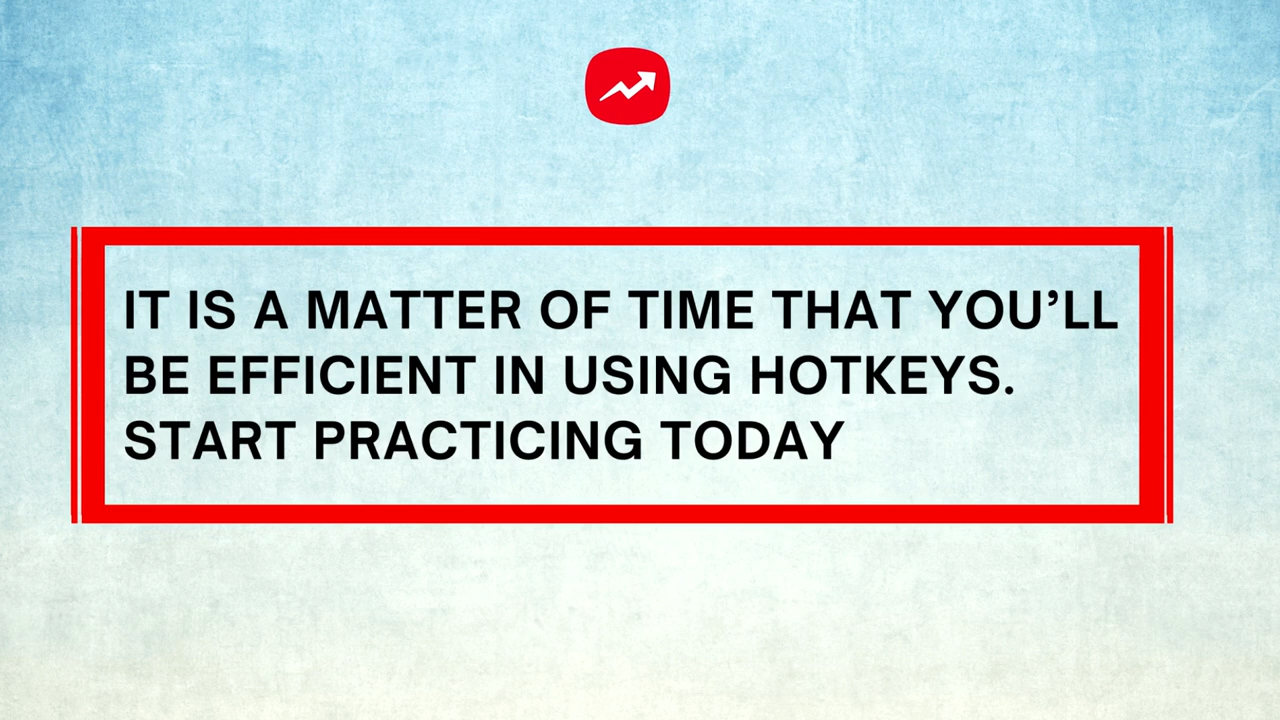 IT IS A MATTER OF TIME THAT YOU’LL
BE EFFICIENT IN USING HOTKEYS.
START PRACTICING TODAY